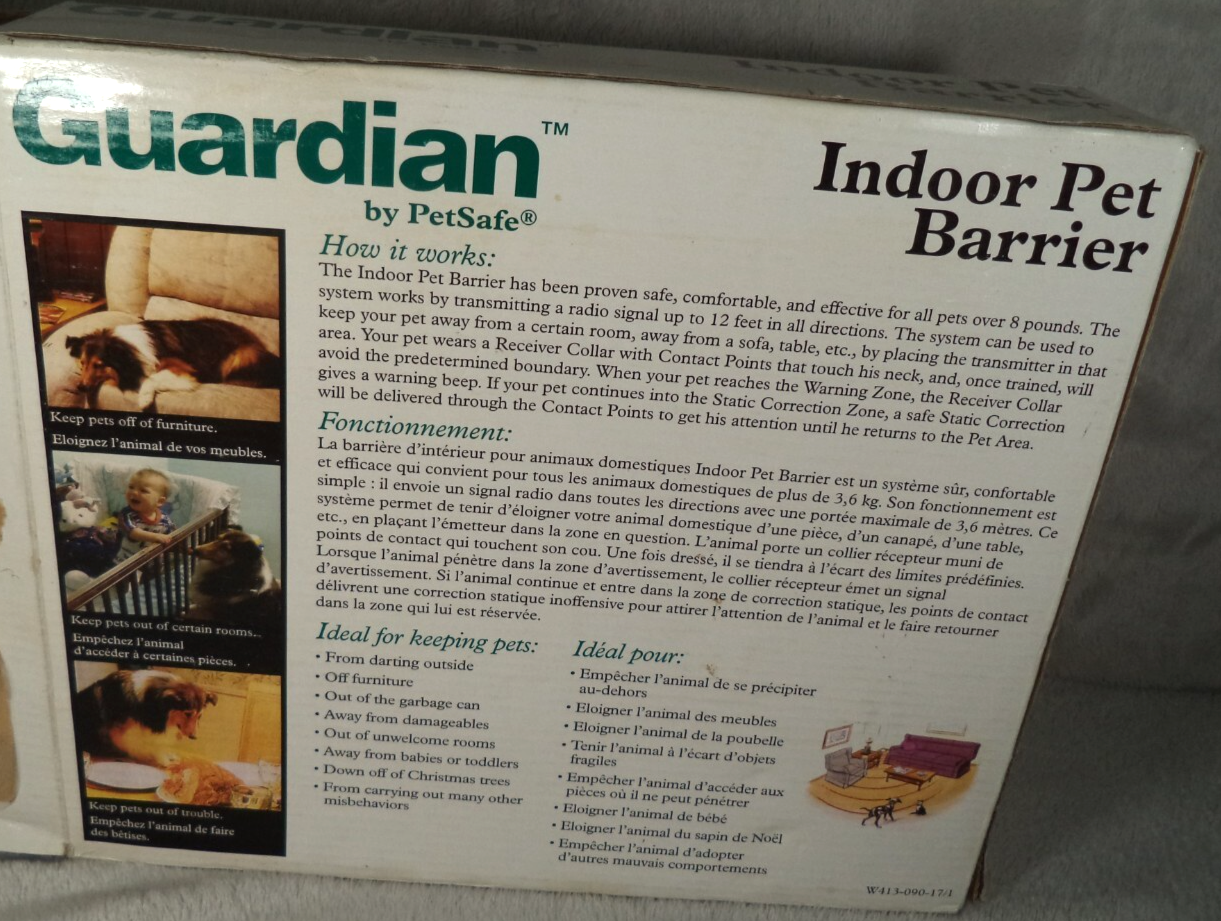 Guardian
Indoor Pet
Barrier
Guardian™
by PetSafe®
Indoor Pet
Barrier
Keep pets off of furniture.
Eloignez l'animal de vos meubles.
Keep pets out of certain rooms.
Empêchez l'animal
d'accéder à certaines pièces.
Keep pets out of trouble.
Empêchez l'animal de faire
des bêtises.
How it works:
The Indoor Pet Barrier has been proven safe, comfortable, and effective for all pets over 8 pounds. The
system works by transmitting a radio signal up to 12 feet in all directions. The system can be used to
keep your pet away from a certain room, away from a sofa, table, etc., by placing the transmitter in that
area. Your pet wears a Receiver Collar with Contact Points that touch his neck, and, once trained, will
avoid the predetermined boundary. When your pet reaches the Warning Zone, the Receiver Collar
gives a warning beep. If your pet continues into the Static Correction Zone, a safe Static Correction
will be delivered through the Contact Points to get his attention until he returns to the Pet Area.
Fonctionnement:
La barrière d'intérieur pour animaux domestiques Indoor Pet Barrier est un système sûr, confortable
et efficace qui convient pour tous les animaux domestiques de plus de 3,6 kg. Son fonctionnement est
simple : il envoie un signal radio dans toutes les directions avec une portée maximale de 3,6 mètres. Ce
système permet de tenir d'éloigner votre animal domestique d'une pièce, d'un canapé, d'une table,
etc., en plaçant l'émetteur dans la zone en question. L'animal porte un collier récepteur muni de
points de contact qui touchent son cou. Une fois dressé, il se tiendra à l'écart des limites prédéfinies.
Lorsque l'animal pénètre dans la zone d'avertissement, le collier récepteur émet un signal
d'avertissement. Si l'animal continue et entre dans la zone de correction statique, les points de contact
délivrent une correction statique inoffensive pour attirer l'attention de l'animal et le faire retourner
dans la zone qui lui est réservée.
Ideal for keeping pets:
• From darting outside
• Off furniture
• Out of the garbage can
• Away from damageables
• Out of unwelcome rooms
• Away from babies or toddlers
• Down off of Christmas trees
• From carrying out many other
misbehaviors
Idéal pour:
• Empêcher l'animal de se précipiter
au-dehors
• Eloigner l'animal des meubles
• Eloigner l'animal de la poubelle
• Tenir l'animal à l'écart d'objets
fragiles
• Empêcher l'animal d'accéder aux
pièces où il ne peut pénétrer
• Eloigner l'animal de bébé
• Eloigner l'animal du sapin de Noël
• Empêcher l'animal d'adopter
d'autres mauvais comportements
W413-090-17/1